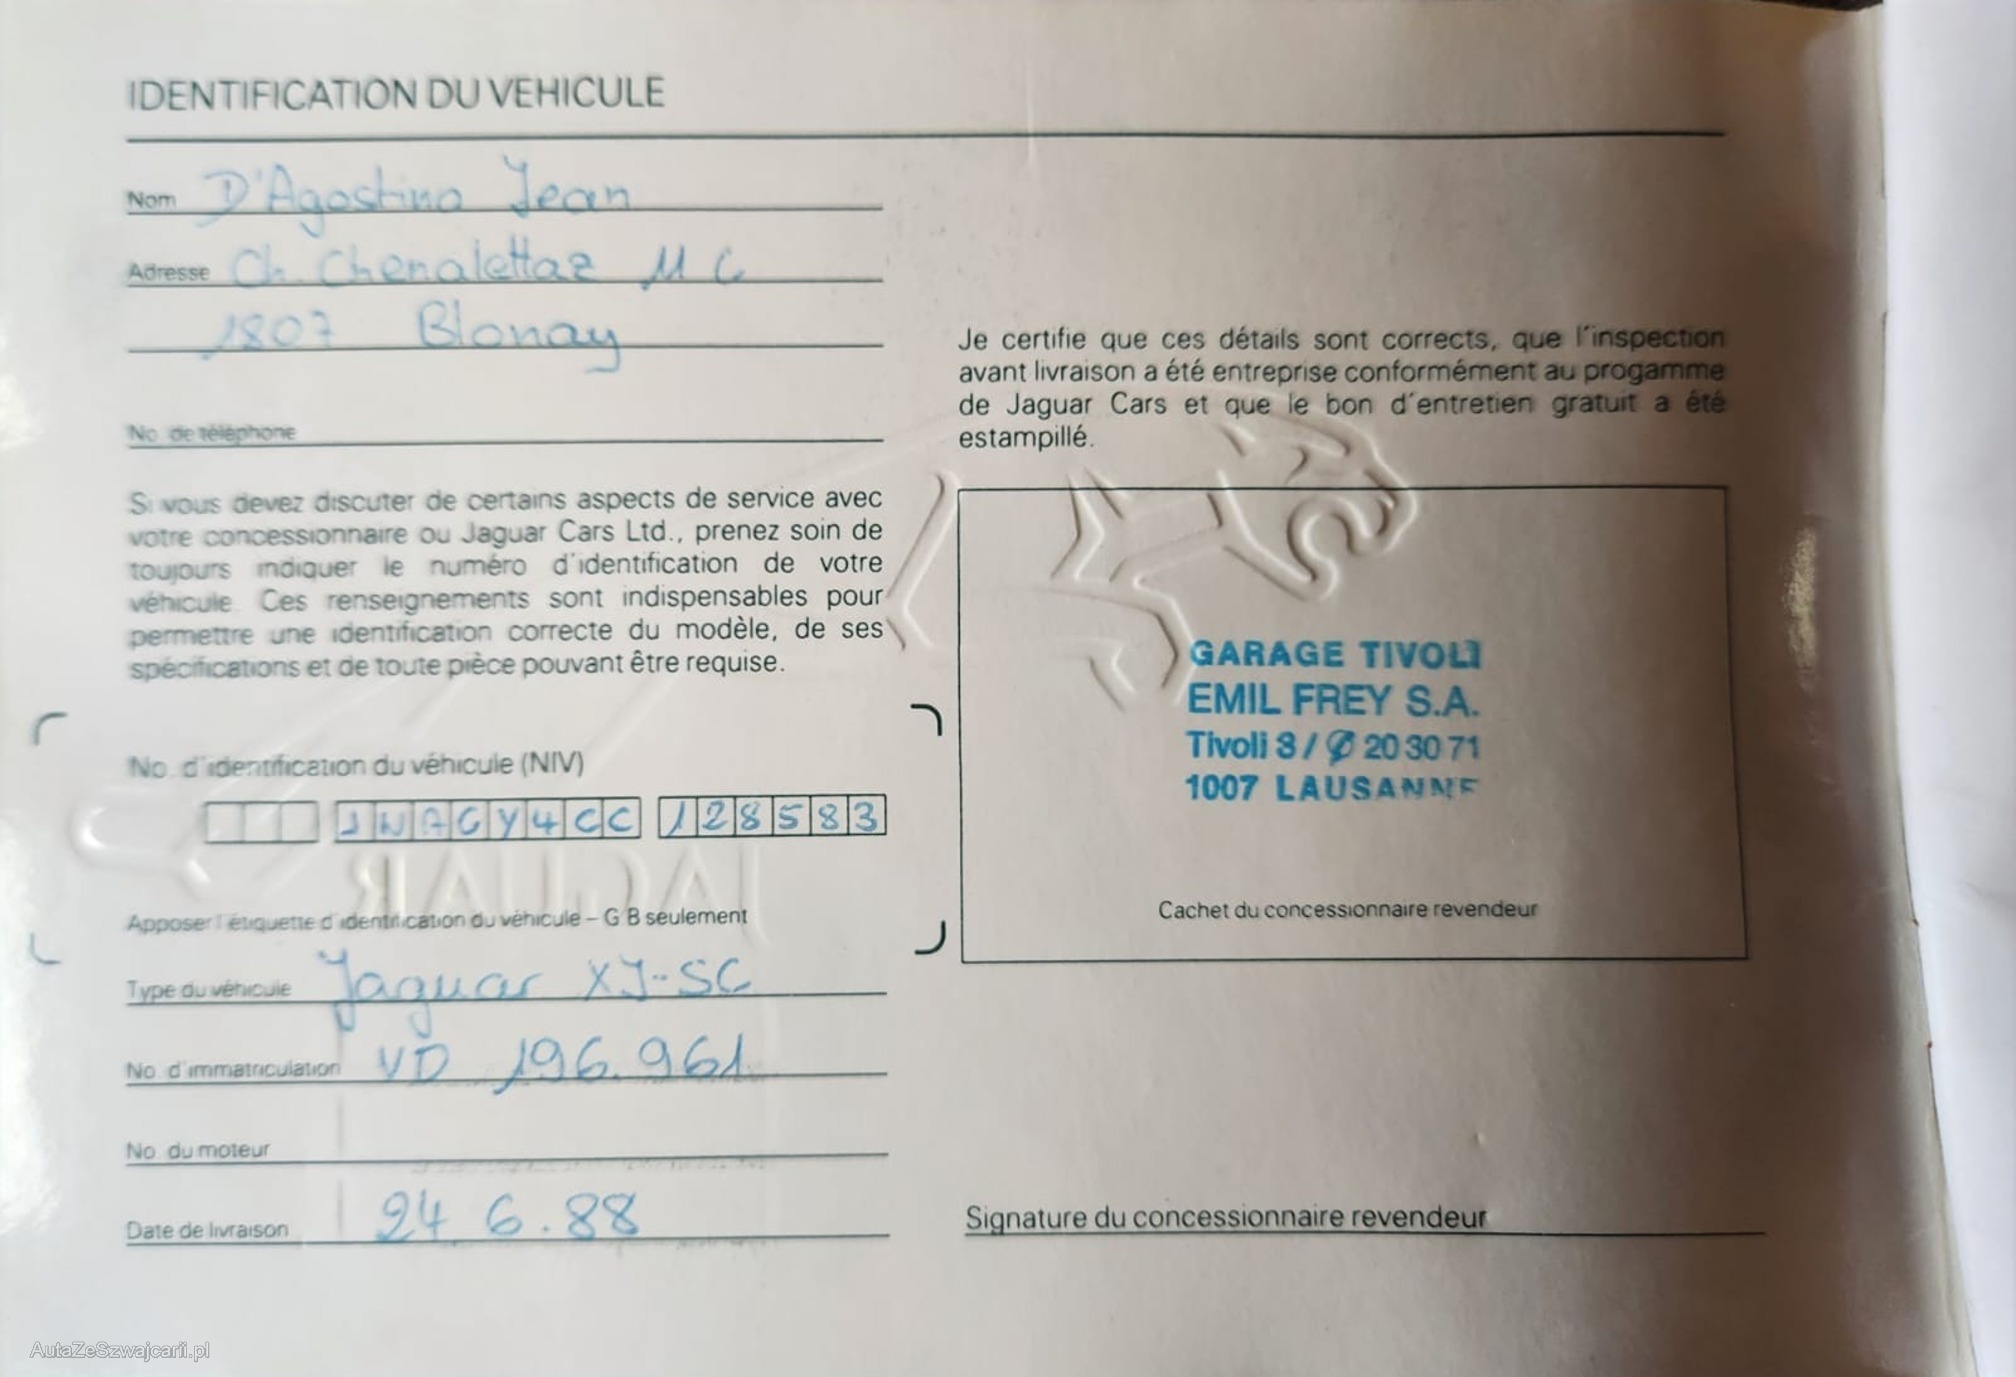 IDENTIFICATION DU VEHICULE
Nom D'Agostino Jean
Adresse Ch. Chenalettaz 11 C
1807 Blonay
No. de téléphone
Si vous devez discuter de certains aspects de service avec
votre concessionnaire ou Jaguar Cars Ltd., prenez soin de
toujours indiquer le numéro d'identification de votre
véhicule. Ces renseignements sont indispensables pour
permettre une identification correcte du modèle, de ses
spécifications et de toute pièce pouvant être requise.
No. d'identification du véhicule (NIV)
JNAGY4CC 128583
JAGUAR
Apposer l'étiquette d'identification du véhicule – G B seulement
Type du véhicule Jaguar XJ-SC
No. d'immatriculation VD 196.961
No. du moteur
Date de livraison 24 6.88
Je certifie que ces détails sont corrects, que l'inspection
avant livraison a été entreprise conformément au progamme
de Jaguar Cars et que le bon d'entretien gratuit a été
estampillé.
GARAGE TIVOLI
EMIL FREY S.A.
Tivoli 3 / 20 30 71
1007 LAUSANNE
Cachet du concessionnaire revendeur
Signature du concessionnaire revendeur
AutaZeSzwajcarii.pl